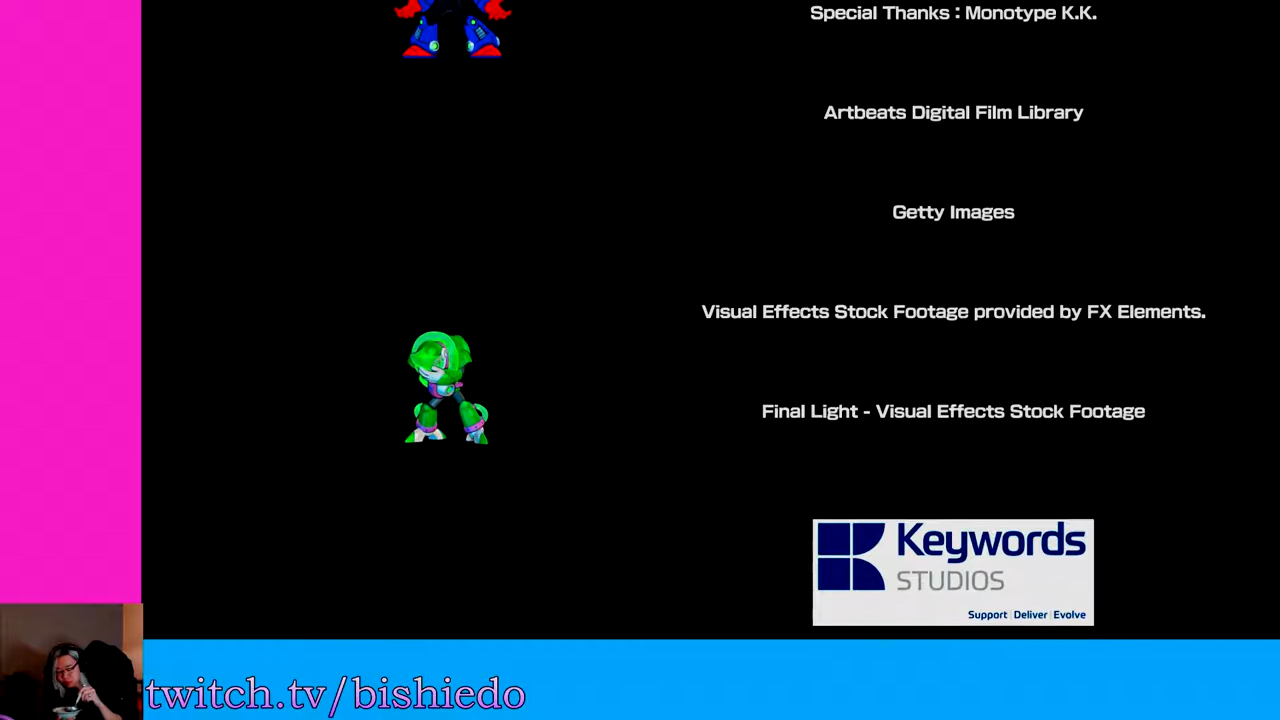 Special Thanks : Monotype K.K.
Artbeats Digital Film Library
Getty Images
Visual Effects Stock Footage provided by FX Elements.
Final Light - Visual Effects Stock Footage
Keywords
STUDIOS
Support | Deliver | Evolve
twitch.tv/bishiedo